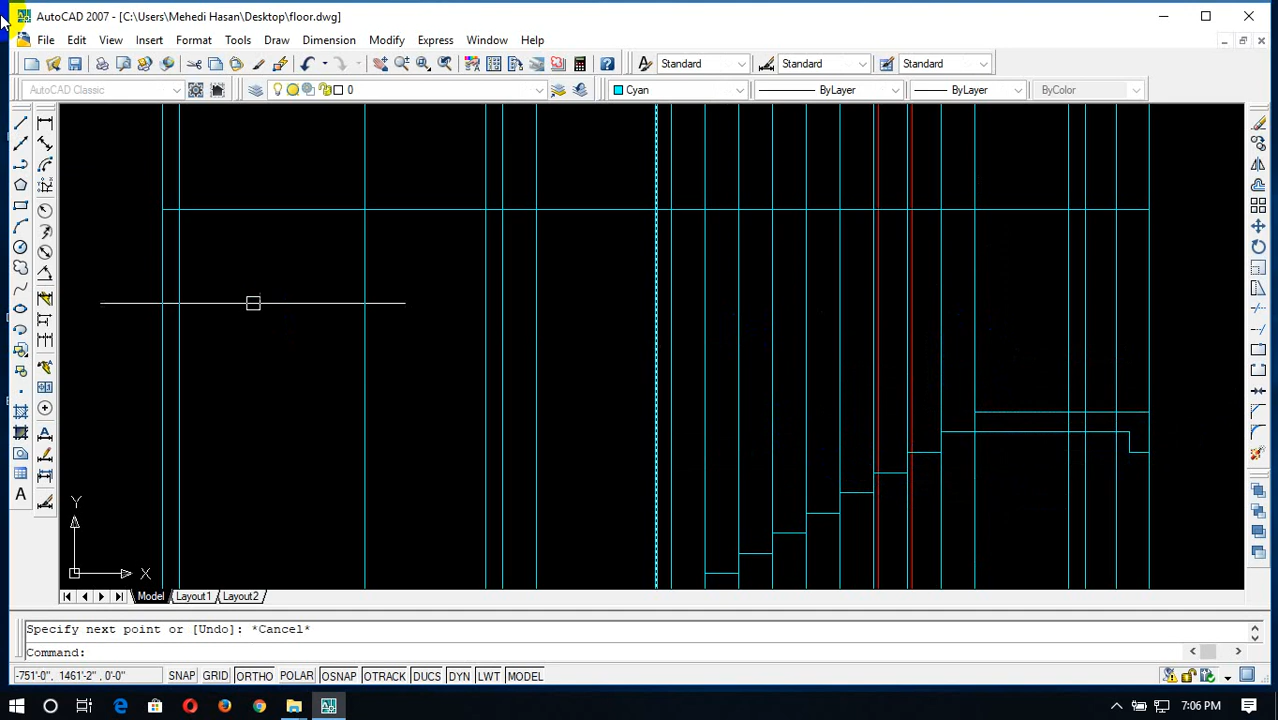 AutoCAD 2007 - [C:\Users\Mehedi Hasan\Desktop\floor.dwg]
File Edit View Insert Format Tools Draw Dimension Modify Express Window Help
Standard Standard Standard
AutoCAD Classic 0 Cyan ByLayer ByLayer ByColor
A
Y
X
Model Layout1 Layout2
Specify next point or [Undo]: *Cancel*
Command:
-751'-0", 1461'-2" , 0'-0" SNAP GRID ORTHO POLAR OSNAP OTRACK DUCS DYN LWT MODEL
7:06 PM